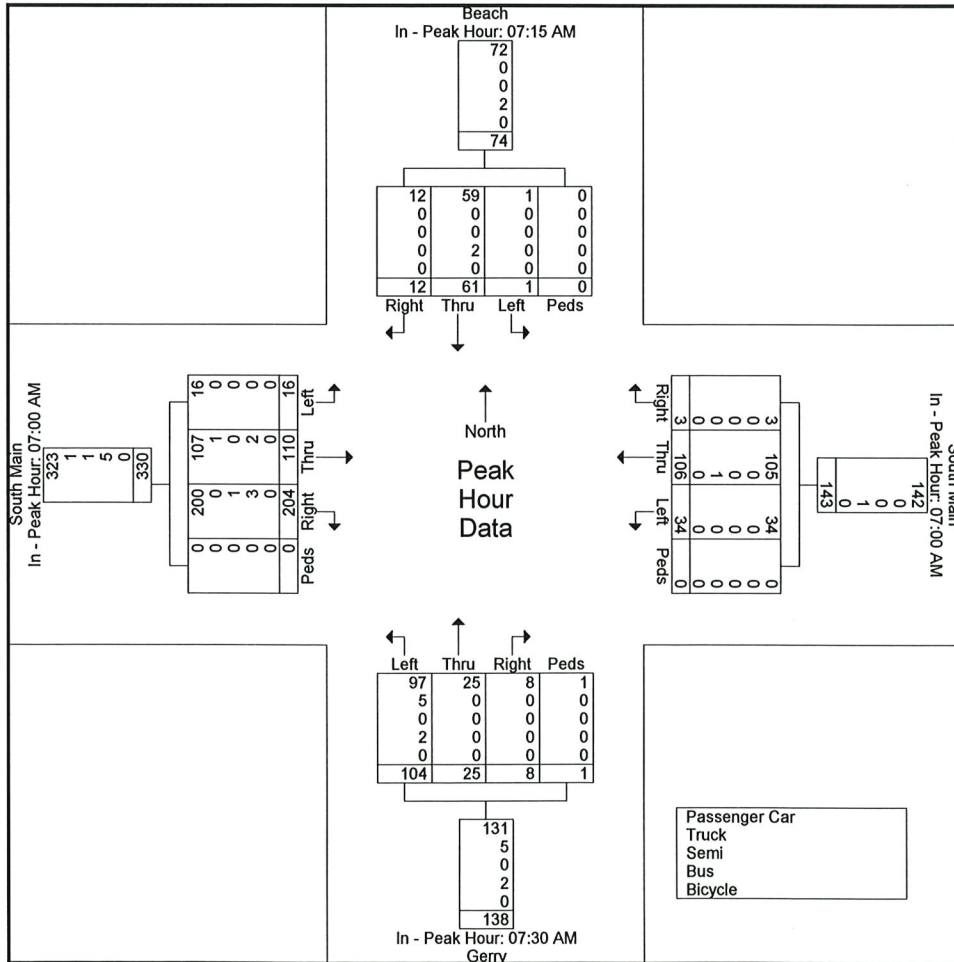 Beach
In - Peak Hour: 07:15 AM
72
0
0
2
0
74
12 59 1 0
0 0 0 0
0 0 0 0
0 2 0 0
0 0 0 0
12 61 1 0
Right Thru Left Peds
South Main
In - Peak Hour: 07:00 AM
323
1
1
5
0
330
16 0 0 0 0 16 Left
107 1 0 2 0 110 Thru
200 0 1 3 0 204 Right
0 0 0 0 0 0 Peds
North
Peak
Hour
Data
Right 3 0 0 0 0 3
Thru 106 0 1 0 0 105
Left 34 0 0 0 0 34
Peds 0 0 0 0 0 0
143 0 1 0 0 142
South Main
In - Peak Hour: 07:00 AM
Left Thru Right Peds
97 25 8 1
5 0 0 0
0 0 0 0
2 0 0 0
0 0 0 0
104 25 8 1
131
5
0
2
0
138
In - Peak Hour: 07:30 AM
Gerry
Passenger Car
Truck
Semi
Bus
Bicycle